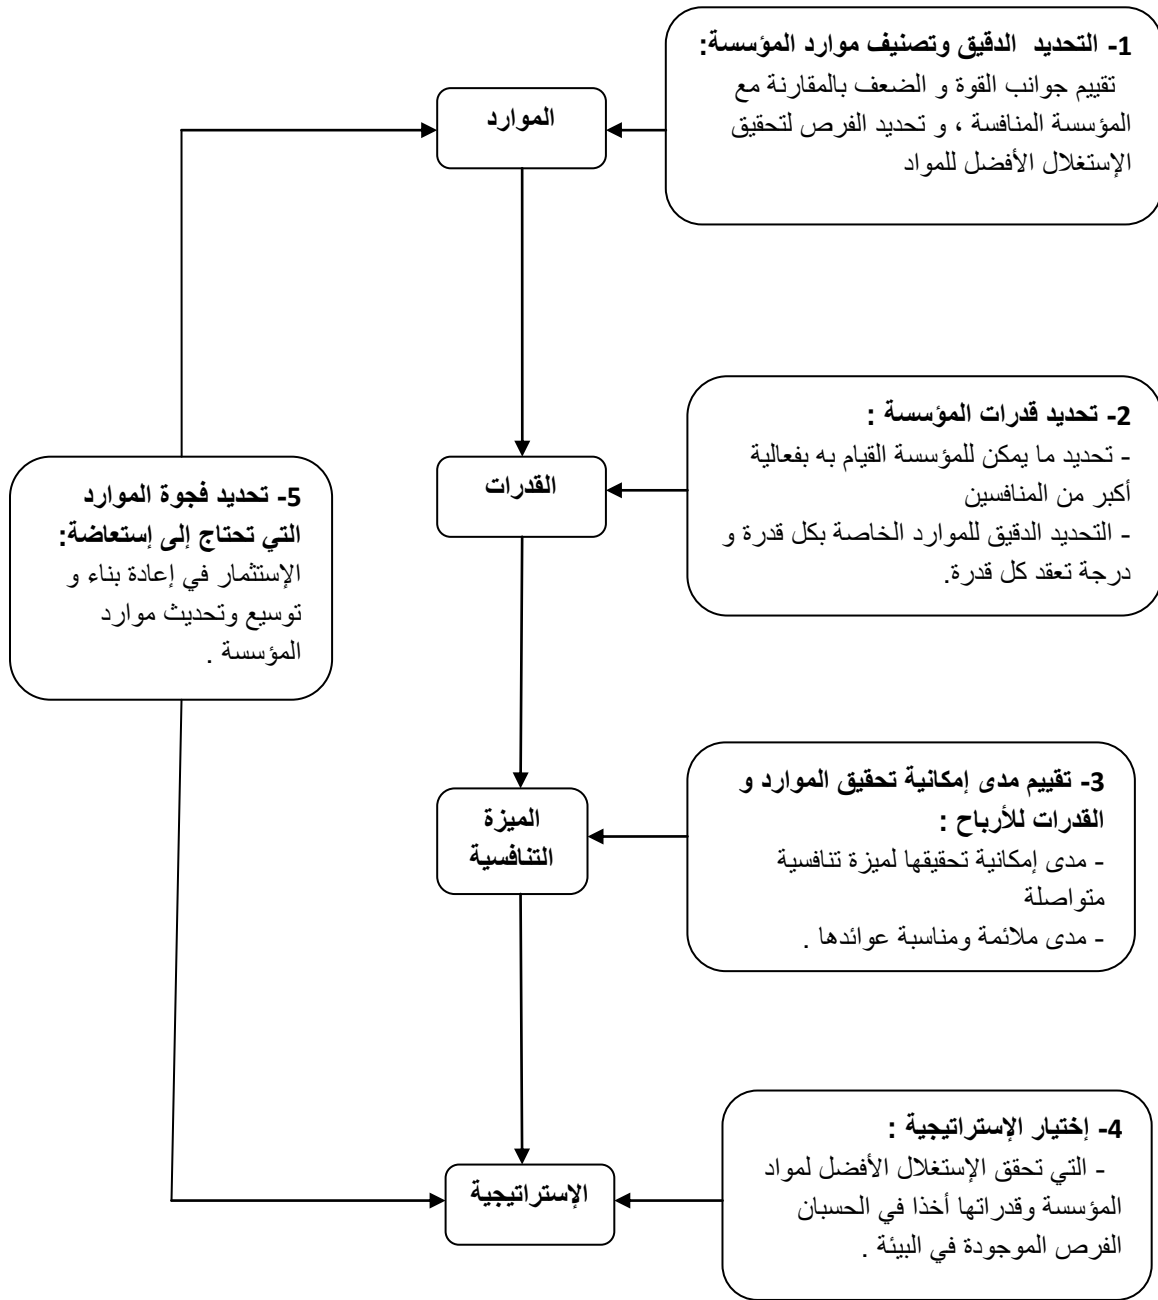 1- التحديد الدقيق وتصنيف موارد المؤسسة:
تقييم جوانب القوة و الضعف بالمقارنة مع
المؤسسة المنافسة ، و تحديد الفرص لتحقيق
الإستغلال الأفضل للمواد
الموارد
2- تحديد قدرات المؤسسة :
- تحديد ما يمكن للمؤسسة القيام به بفعالية
أكبر من المنافسين
- التحديد الدقيق للموارد الخاصة بكل قدرة و
درجة تعقد كل قدرة.
القدرات
5- تحديد فجوة الموارد
التي تحتاج إلى إستعاضة:
الإستثمار في إعادة بناء و
توسيع وتحديث موارد
المؤسسة .
3- تقييم مدى إمكانية تحقيق الموارد و
القدرات للأرباح :
- مدى إمكانية تحقيقها لميزة تنافسية
متواصلة
- مدى ملائمة ومناسبة عوائدها .
الميزة
التنافسية
4- إختيار الإستراتيجية :
- التي تحقق الإستغلال الأفضل لمواد
المؤسسة وقدراتها أخذا في الحسبان
الفرص الموجودة في البيئة .
الإستراتيجية